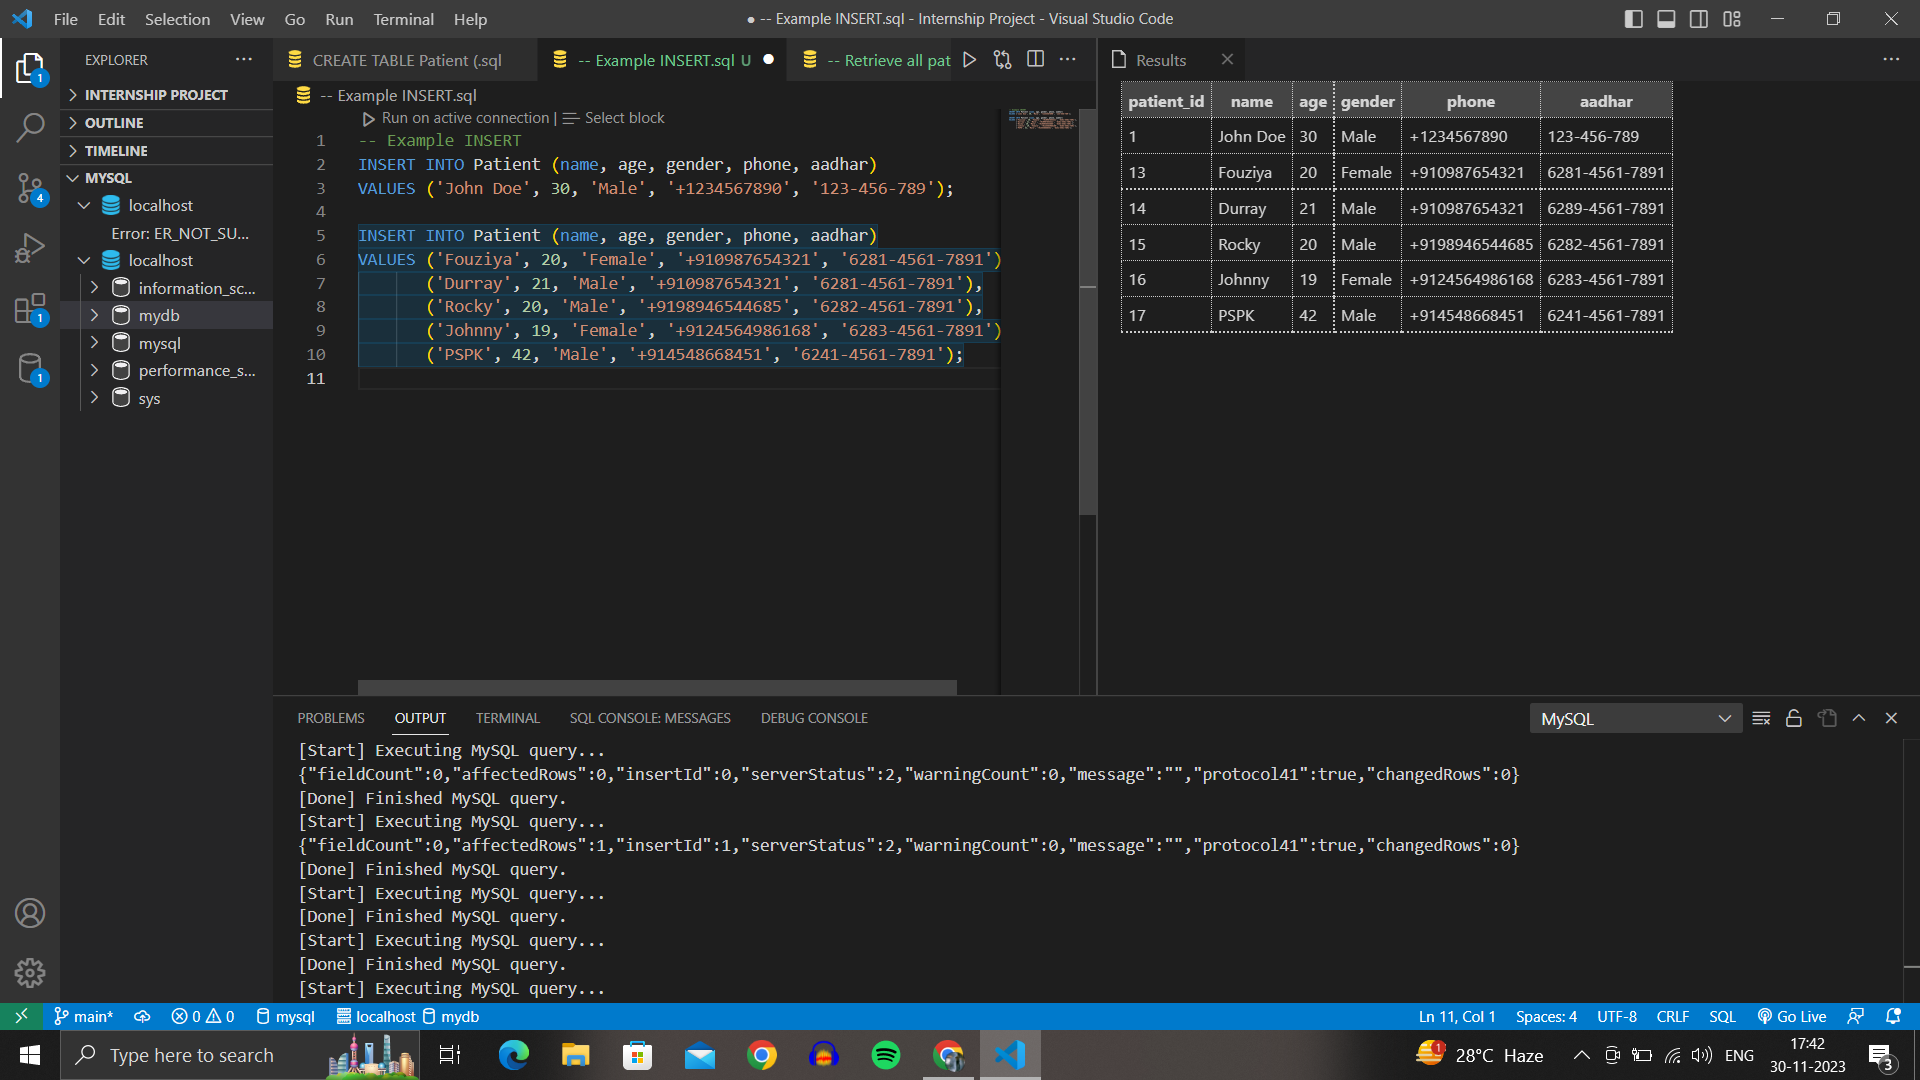 File Edit Selection View Go Run Terminal Help
● -- Example INSERT.sql - Internship Project - Visual Studio Code
EXPLORER
INTERNSHIP PROJECT
OUTLINE
TIMELINE
MYSQL
localhost
Error: ER_NOT_SU...
localhost
information_sc...
mydb
mysql
performance_s...
sys
1
4
1
1
CREATE TABLE Patient (.sql
-- Example INSERT.sql U
-- Retrieve all pat
-- Example INSERT.sql
Run on active connection | Select block
1 -- Example INSERT
2 INSERT INTO Patient (name, age, gender, phone, aadhar)
3 VALUES ('John Doe', 30, 'Male', '+1234567890', '123-456-789');
4
5 INSERT INTO Patient (name, age, gender, phone, aadhar)
6 VALUES ('Fouziya', 20, 'Female', '+910987654321', '6281-4561-7891')
7 ('Durray', 21, 'Male', '+910987654321', '6281-4561-7891'),
8 ('Rocky', 20, 'Male', '+9198946544685', '6282-4561-7891'),
9 ('Johnny', 19, 'Female', '+9124564986168', '6283-4561-7891')
10 ('PSPK', 42, 'Male', '+914548668451', '6241-4561-7891');
11
Results
patient_id name age gender phone aadhar
1 John Doe 30 Male +1234567890 123-456-789
13 Fouziya 20 Female +910987654321 6281-4561-7891
14 Durray 21 Male +910987654321 6289-4561-7891
15 Rocky 20 Male +9198946544685 6282-4561-7891
16 Johnny 19 Female +9124564986168 6283-4561-7891
17 PSPK 42 Male +914548668451 6241-4561-7891
PROBLEMS OUTPUT TERMINAL SQL CONSOLE: MESSAGES DEBUG CONSOLE
MySQL
[Start] Executing MySQL query...
{"fieldCount":0,"affectedRows":0,"insertId":0,"serverStatus":2,"warningCount":0,"message":"","protocol41":true,"changedRows":0}
[Done] Finished MySQL query.
[Start] Executing MySQL query...
{"fieldCount":0,"affectedRows":1,"insertId":1,"serverStatus":2,"warningCount":0,"message":"","protocol41":true,"changedRows":0}
[Done] Finished MySQL query.
[Start] Executing MySQL query...
[Done] Finished MySQL query.
[Start] Executing MySQL query...
[Done] Finished MySQL query.
[Start] Executing MySQL query...
main* 0 0 mysql localhost mydb
Ln 11, Col 1 Spaces: 4 UTF-8 CRLF SQL Go Live
Type here to search
1
28°C Haze
ENG
17:42
30-11-2023
3